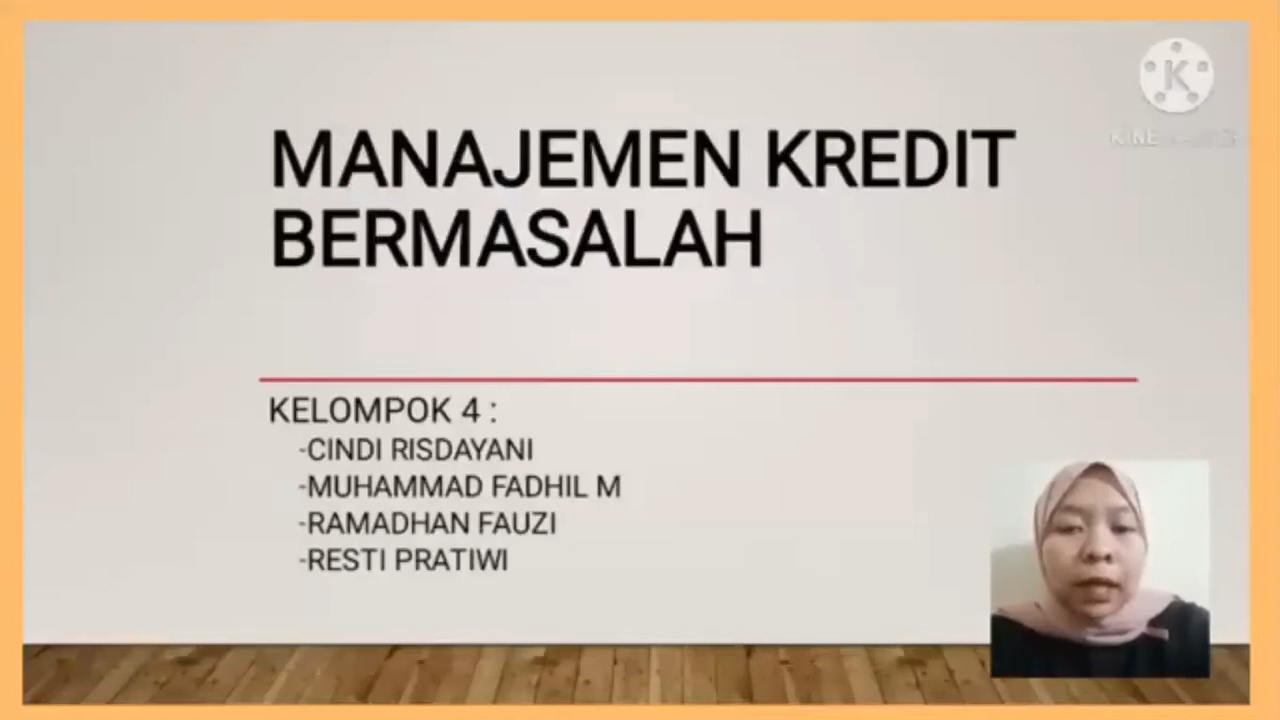 MANAJEMEN KREDIT
BERMASALAH
KELOMPOK 4 :
-CINDI RISDAYANI
-MUHAMMAD FADHIL M
-RAMADHAN FAUZI
-RESTI PRATIWI
K